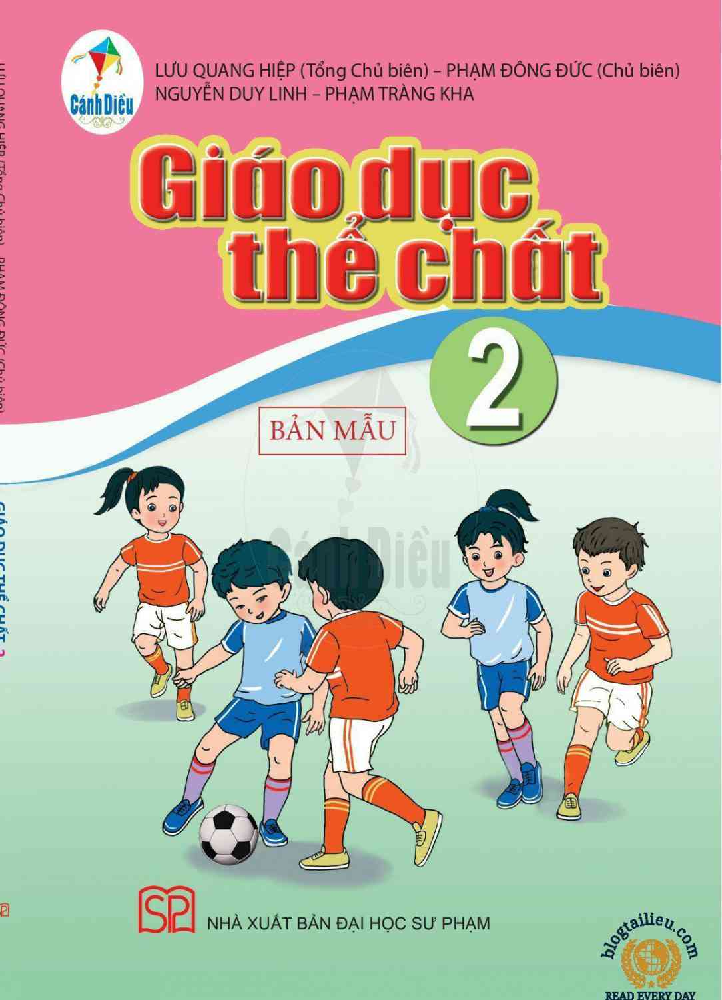 Cánh Diều
LƯU QUANG HIỆP (Tổng Chủ biên) – PHẠM ĐÔNG ĐỨC (Chủ biên)
NGUYỄN DUY LINH – PHẠM TRÀNG KHA
Giáo dục
thể chất
2
BẢN MẪU
Cánh Diều
SP
NHÀ XUẤT BẢN ĐẠI HỌC SƯ PHẠM
blogtailieu.com
READ EVERY DAY
LƯU QUANG HIỆP (Tổng Chủ biên) – PHẠM ĐÔNG ĐỨC (Chủ biên)
GIÁO DỤC THỂ CHẤT 2
SP